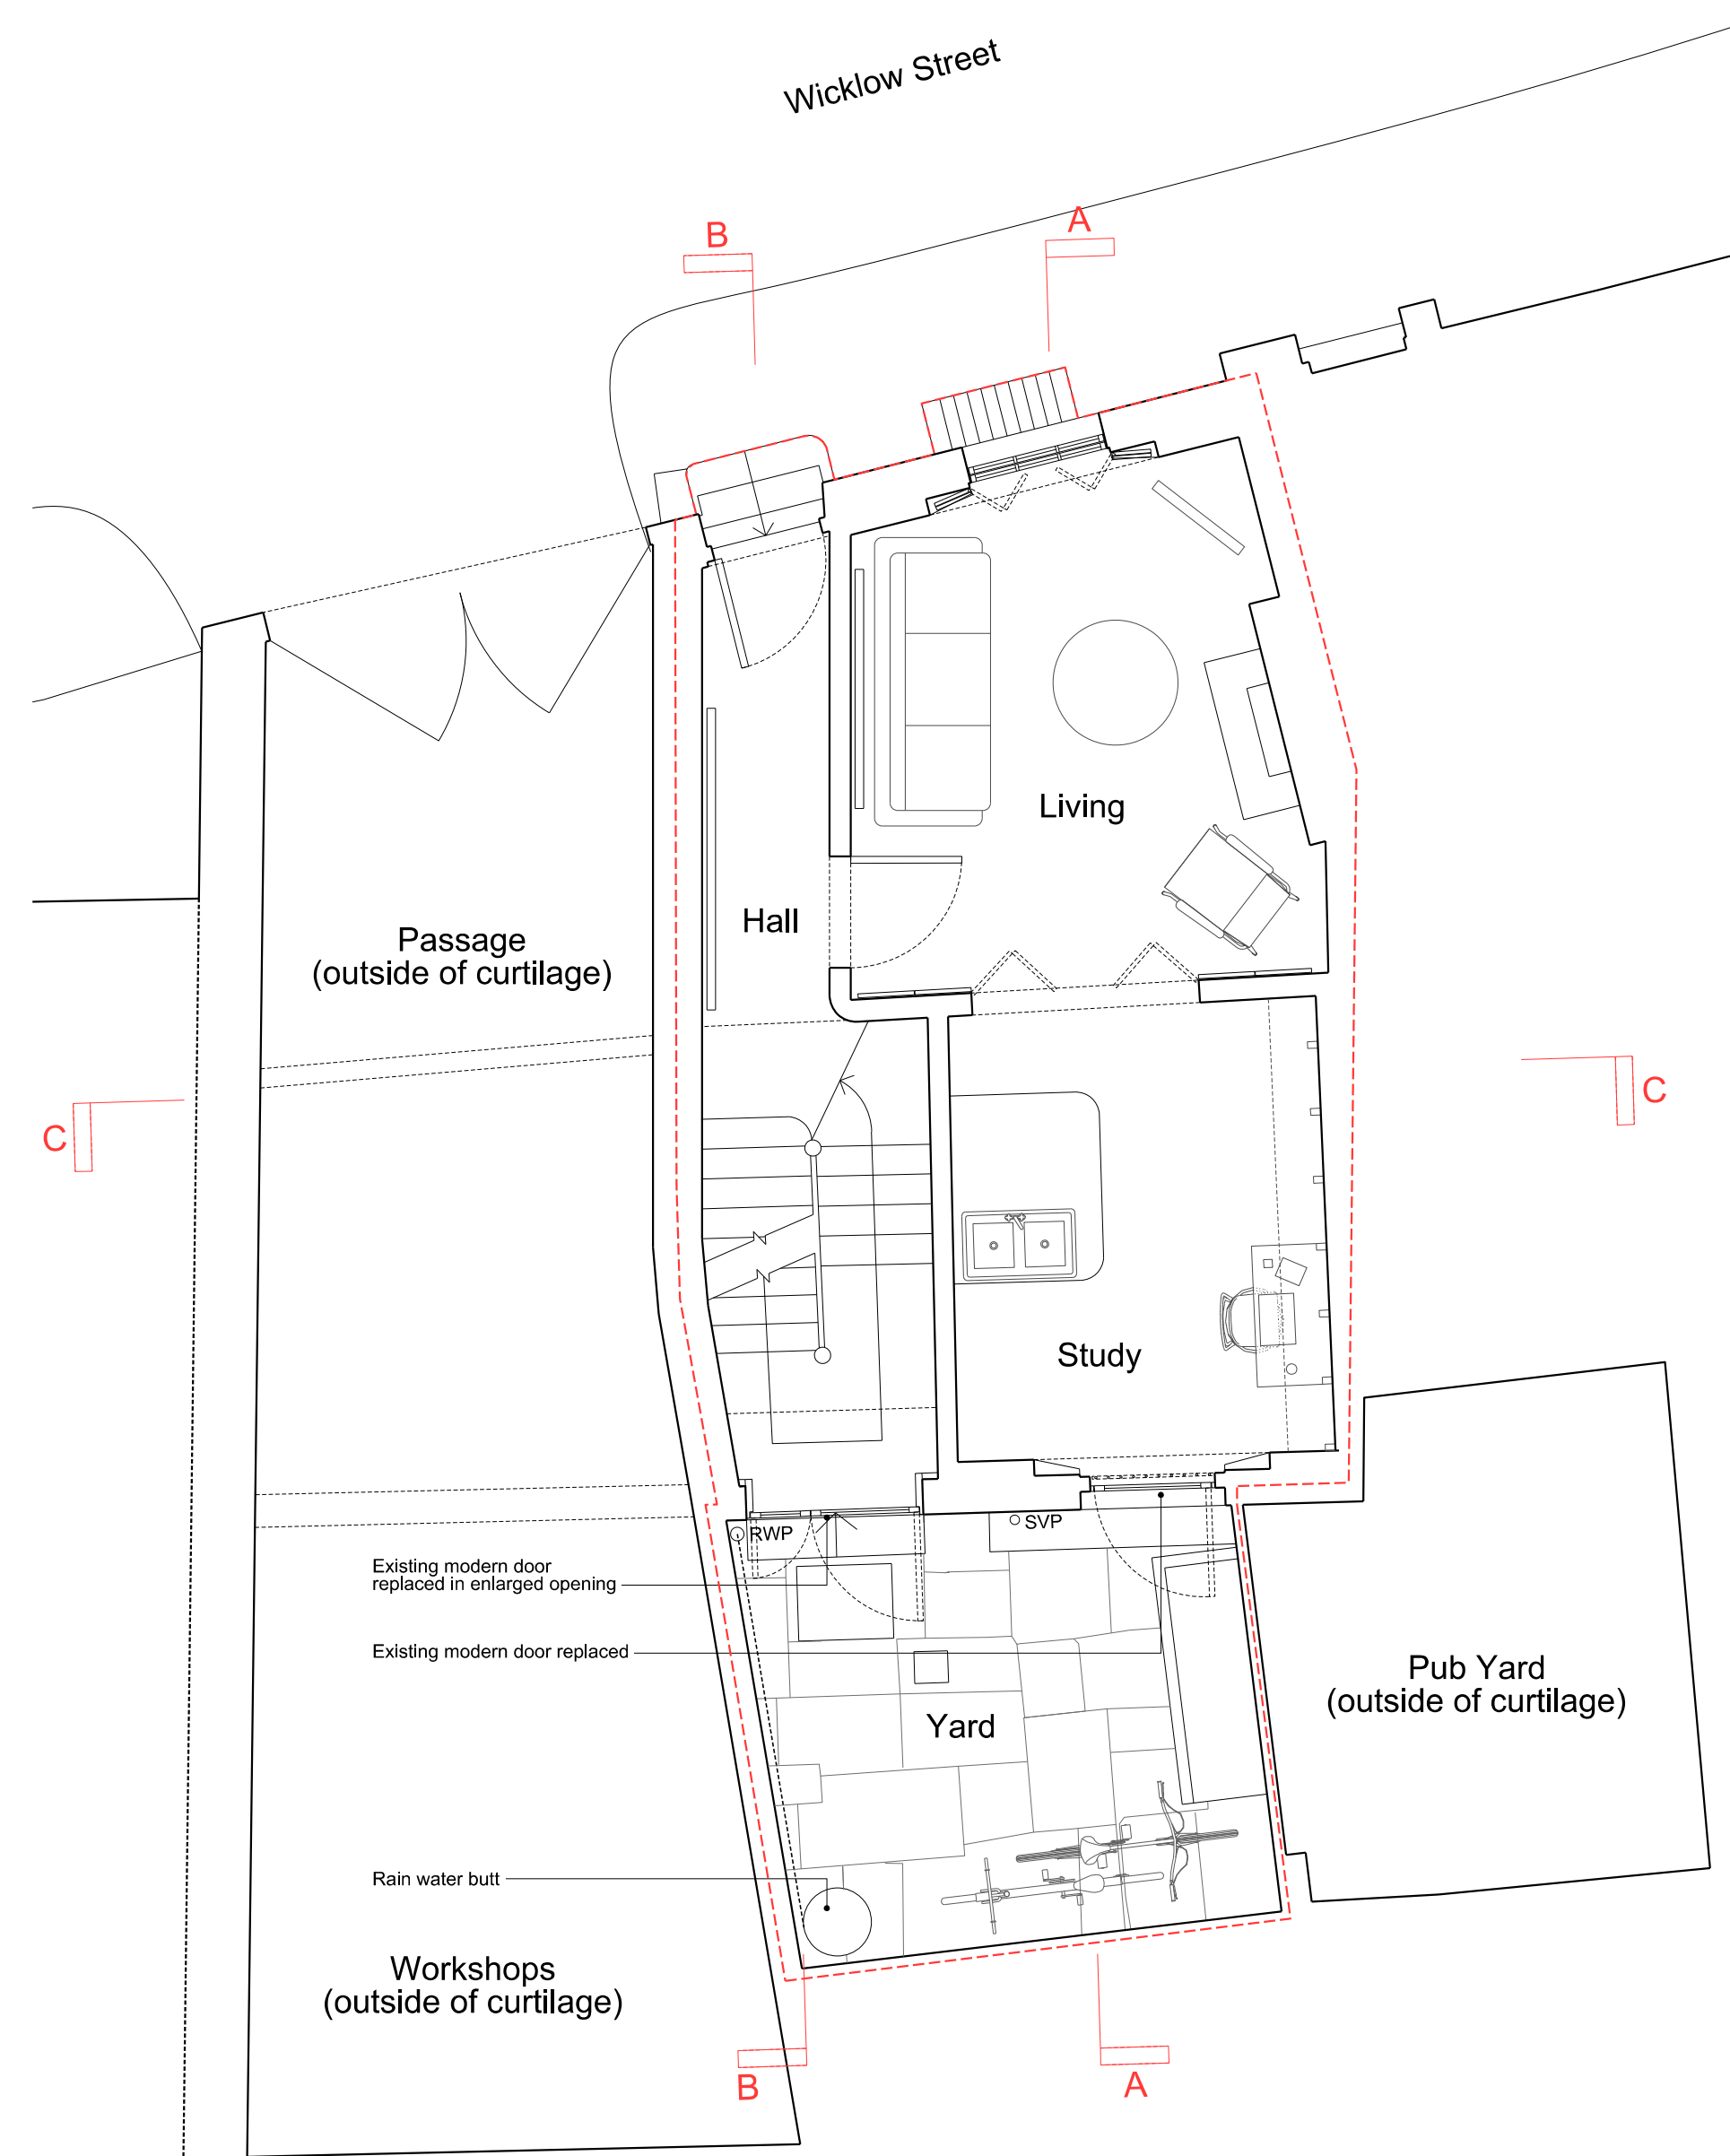 Wicklow Street
B
A
Living
Hall
Passage
(outside of curtilage)
C
C
Study
RWP
SVP
Existing modern door
replaced in enlarged opening
Existing modern door replaced
Pub Yard
(outside of curtilage)
Yard
Rain water butt
Workshops
(outside of curtilage)
B
A